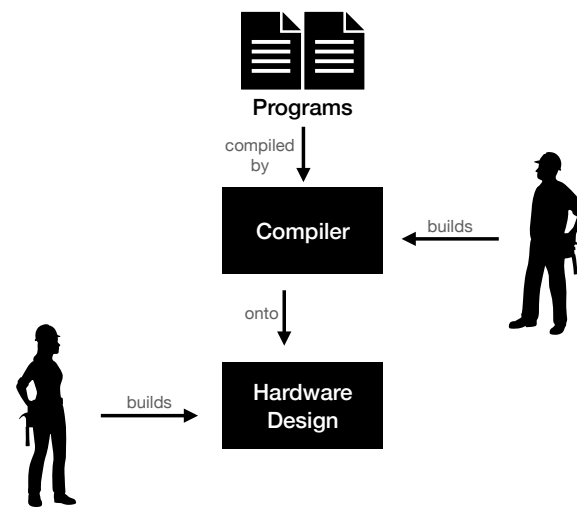 Programs
compiled
by
Compiler
builds
onto
Hardware
Design
builds